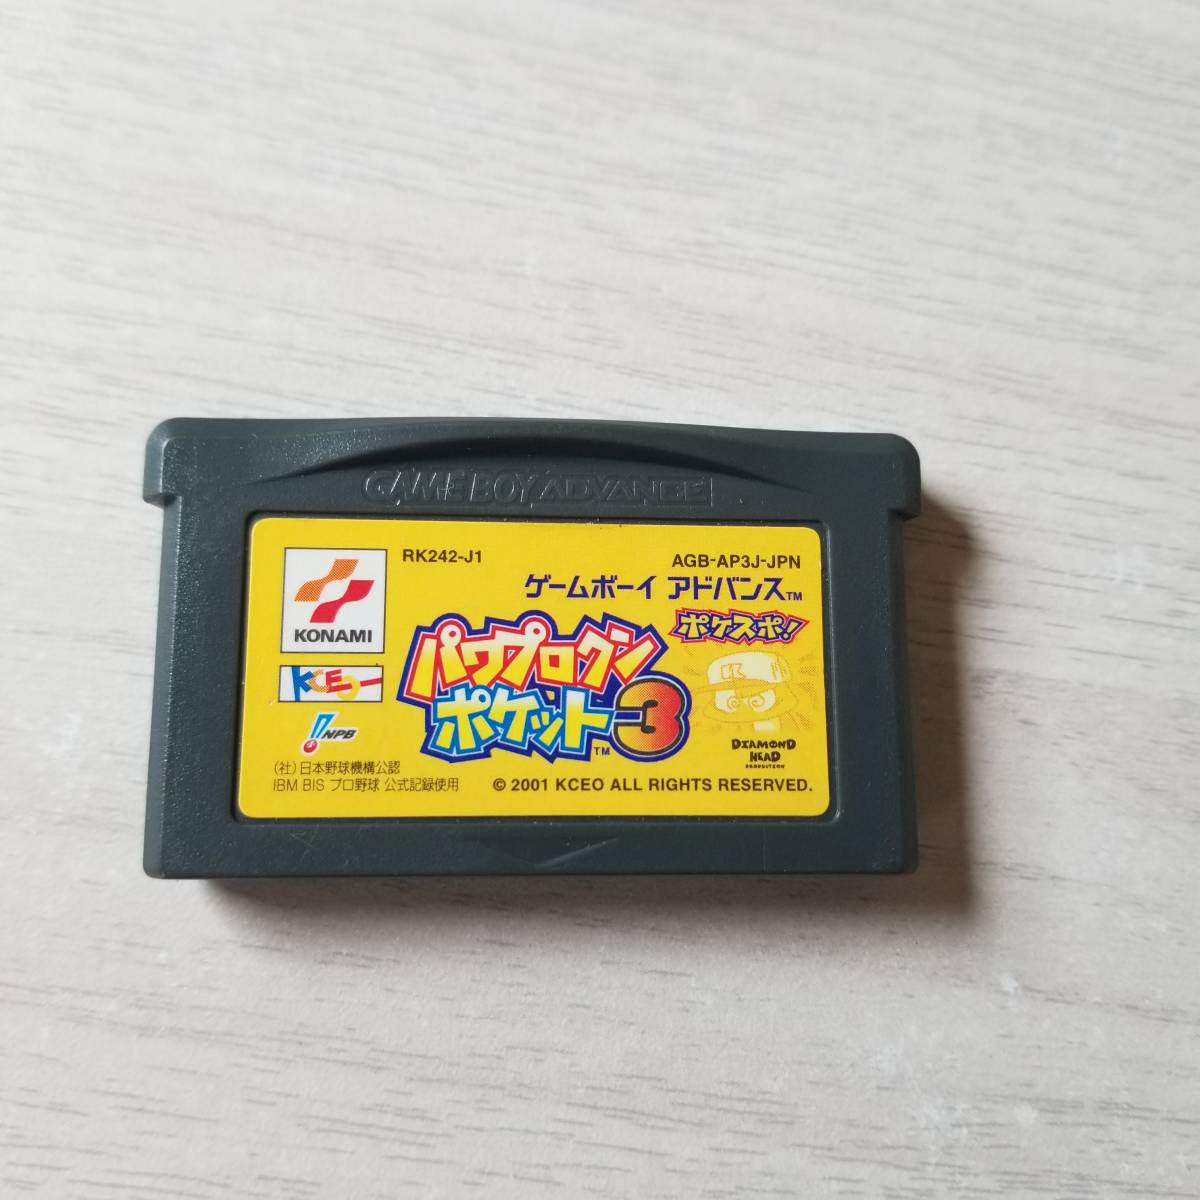 GAME BOY ADVANCE
RK242-J1
AGB-AP3J-JPN
ゲームボーイ アドバンス™
KONAMI
ポケスポ!
パワプロクン
ポケット3™
KCEO
NPB
DIAMOND
HEAD
PRODUCTION
(社)日本野球機構公認
IBM BIS プロ野球 公式記録使用
© 2001 KCEO ALL RIGHTS RESERVED.